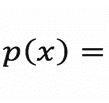 p(x) =